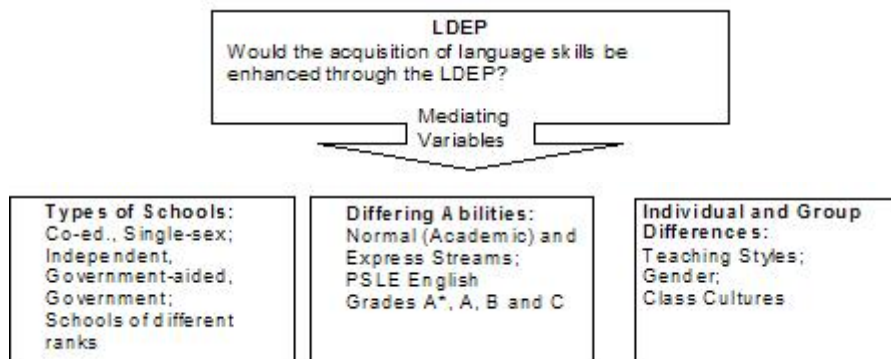 LDEP
Would the acquisition of language skills be
enhanced through the LDEP?
Mediating
Variables
Types of Schools:
Co-ed., Single-sex;
Independent,
Government-aided,
Government;
Schools of different
ranks
Differing Abilities:
Normal (Academic) and
Express Streams;
PSLE English
Grades A*, A, B and C
Individual and Group
Differences:
Teaching Styles;
Gender;
Class Cultures